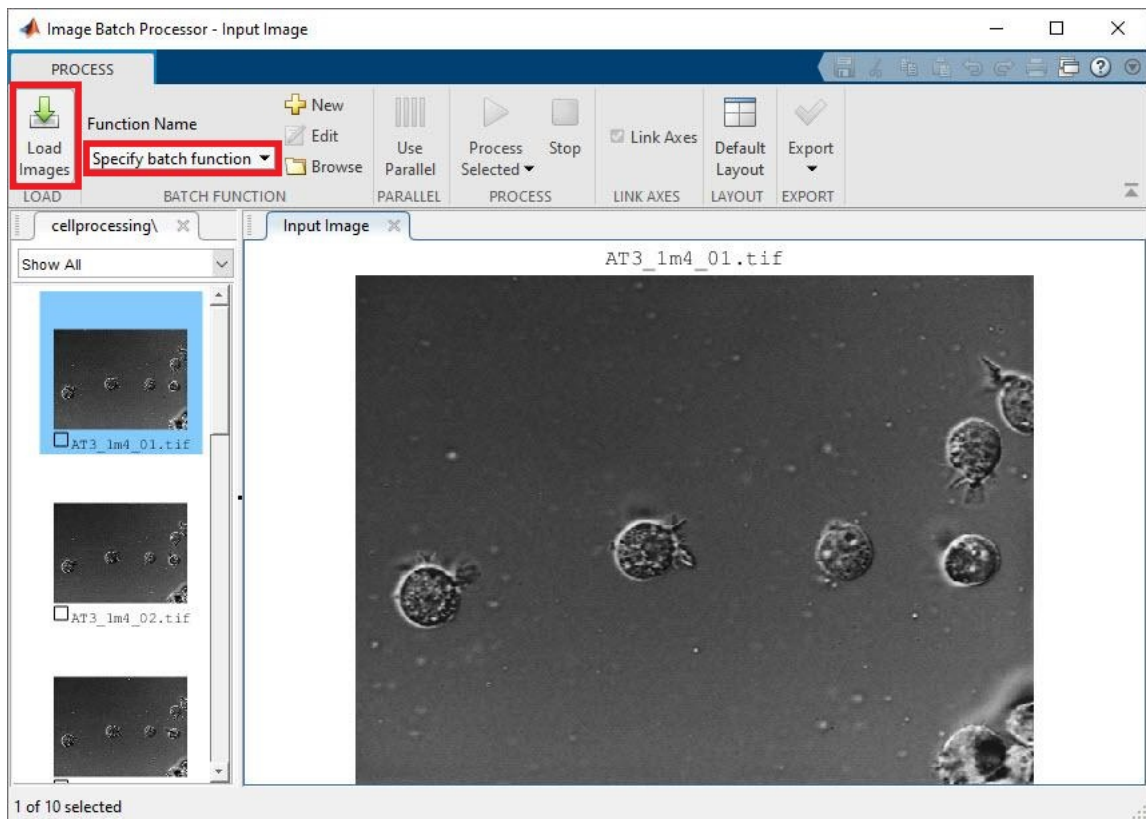 Image Batch Processor - Input Image
PROCESS
Load
Images
Function Name
Specify batch function
New
Edit
Browse
Use
Parallel
Process
Selected
Stop
Link Axes
Default
Layout
Export
LOAD
BATCH FUNCTION
PARALLEL
PROCESS
LINK AXES
LAYOUT
EXPORT
cellprocessing\
Input Image
Show All
AT3_1m4_01.tif
AT3_1m4_01.tif
AT3_1m4_02.tif
1 of 10 selected